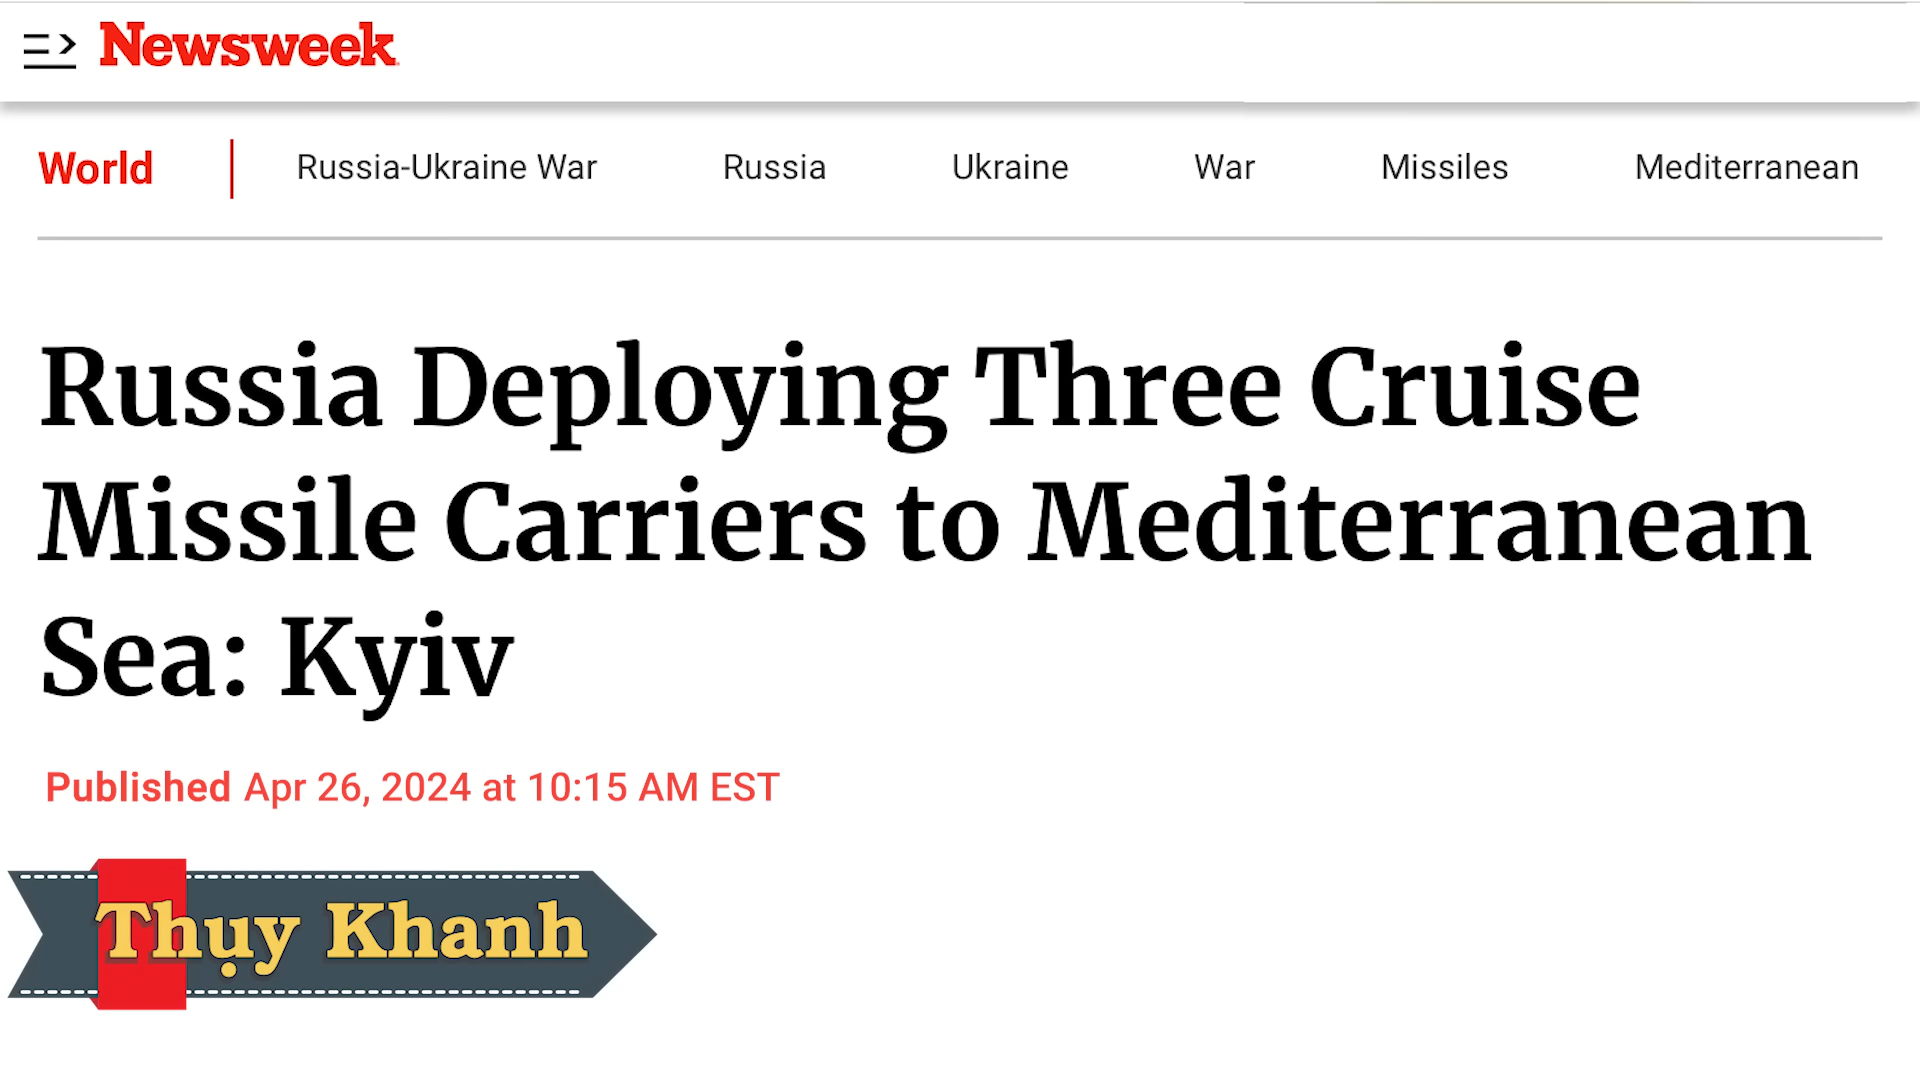 Newsweek
World
Russia-Ukraine War
Russia
Ukraine
War
Missiles
Mediterranean
Russia Deploying Three Cruise
Missile Carriers to Mediterranean
Sea: Kyiv
Published Apr 26, 2024 at 10:15 AM EST
Thụy Khanh